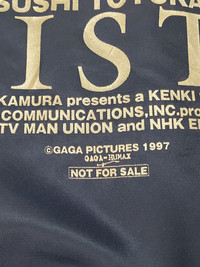 SUSHI TOYOKA
IST
KAMURA presents a KENKI
COMMUNICATIONS, INC. pro
TV MAN UNION and NHK E
©GAGA PICTURES 1997
NOT FOR SALE